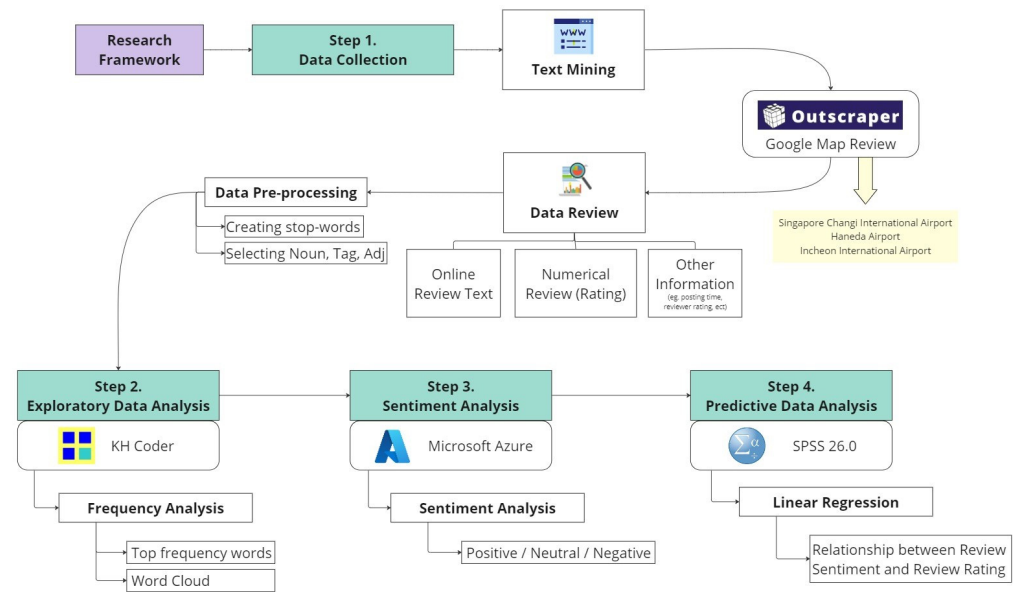 Research
Framework
Step 1.
Data Collection
WWW
Text Mining
Outscraper
Google Map Review
Singapore Changi International Airport
Haneda Airport
Incheon International Airport
Data Review
Online
Review Text
Numerical
Review (Rating)
Other
Information
(eg. posting time,
reviewer rating, ect)
Data Pre-processing
Creating stop-words
Selecting Noun, Tag, Adj
Step 2.
Exploratory Data Analysis
KH Coder
Frequency Analysis
Top frequency words
Word Cloud
Step 3.
Sentiment Analysis
Microsoft Azure
Sentiment Analysis
Positive / Neutral / Negative
Step 4.
Predictive Data Analysis
Σα
SPSS 26.0
Linear Regression
Relationship between Review
Sentiment and Review Rating